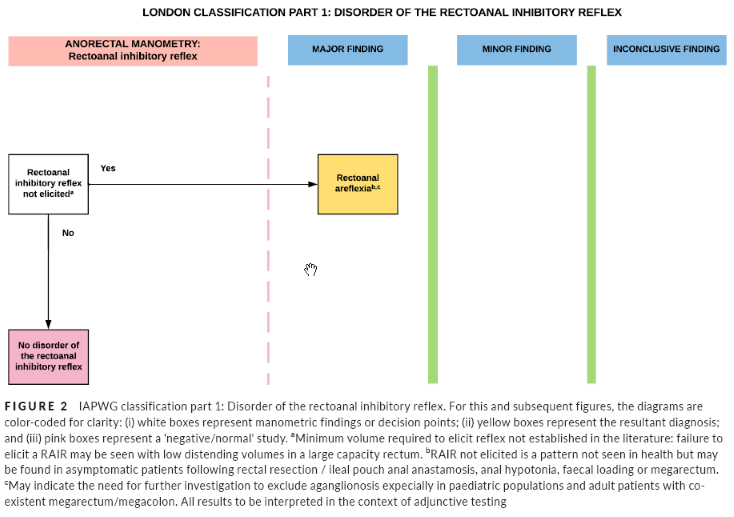 LONDON CLASSIFICATION PART 1: DISORDER OF THE RECTOANAL INHIBITORY REFLEX
ANORECTAL MANOMETRY:
Rectoanal inhibitory reflex
MAJOR FINDING
MINOR FINDING
INCONCLUSIVE FINDING
Rectoanal
inhibitory reflex
not elicitedᵃ
Yes
Rectoanal
areflexiaᵇ,ᶜ
No
No disorder of
the rectoanal
inhibitory reflex
FIGURE 2 IAPWG classification part 1: Disorder of the rectoanal inhibitory reflex. For this and subsequent figures, the diagrams are
color-coded for clarity: (i) white boxes represent manometric findings or decision points; (ii) yellow boxes represent the resultant diagnosis;
and (iii) pink boxes represent a 'negative/normal' study. ᵃMinimum volume required to elicit reflex not established in the literature: failure to
elicit a RAIR may be seen with low distending volumes in a large capacity rectum. ᵇRAIR not elicited is a pattern not seen in health but may
be found in asymptomatic patients following rectal resection / ileal pouch anal anastamosis, anal hypotonia, faecal loading or megarectum.
ᶜMay indicate the need for further investigation to exclude aganglionosis expecially in paediatric populations and adult patients with co-
existent megarectum/megacolon. All results to be interpreted in the context of adjunctive testing